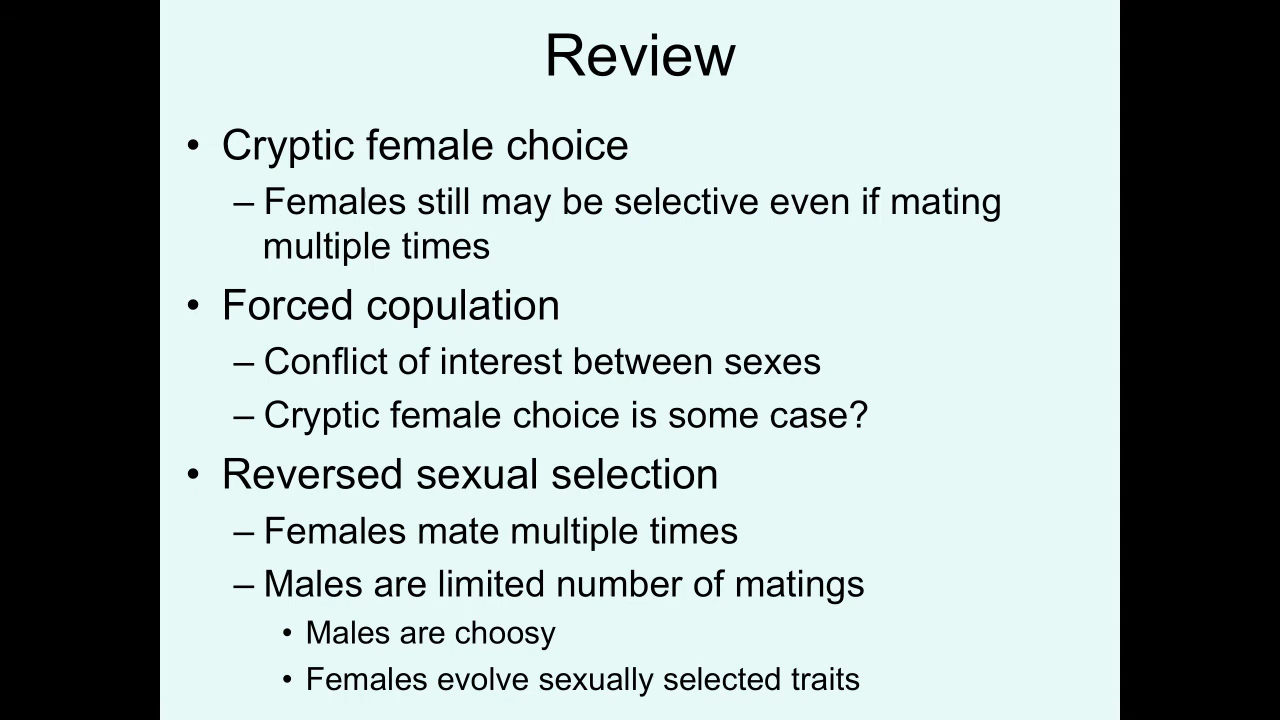 Review
• Cryptic female choice
– Females still may be selective even if mating
multiple times
• Forced copulation
– Conflict of interest between sexes
– Cryptic female choice is some case?
• Reversed sexual selection
– Females mate multiple times
– Males are limited number of matings
• Males are choosy
• Females evolve sexually selected traits